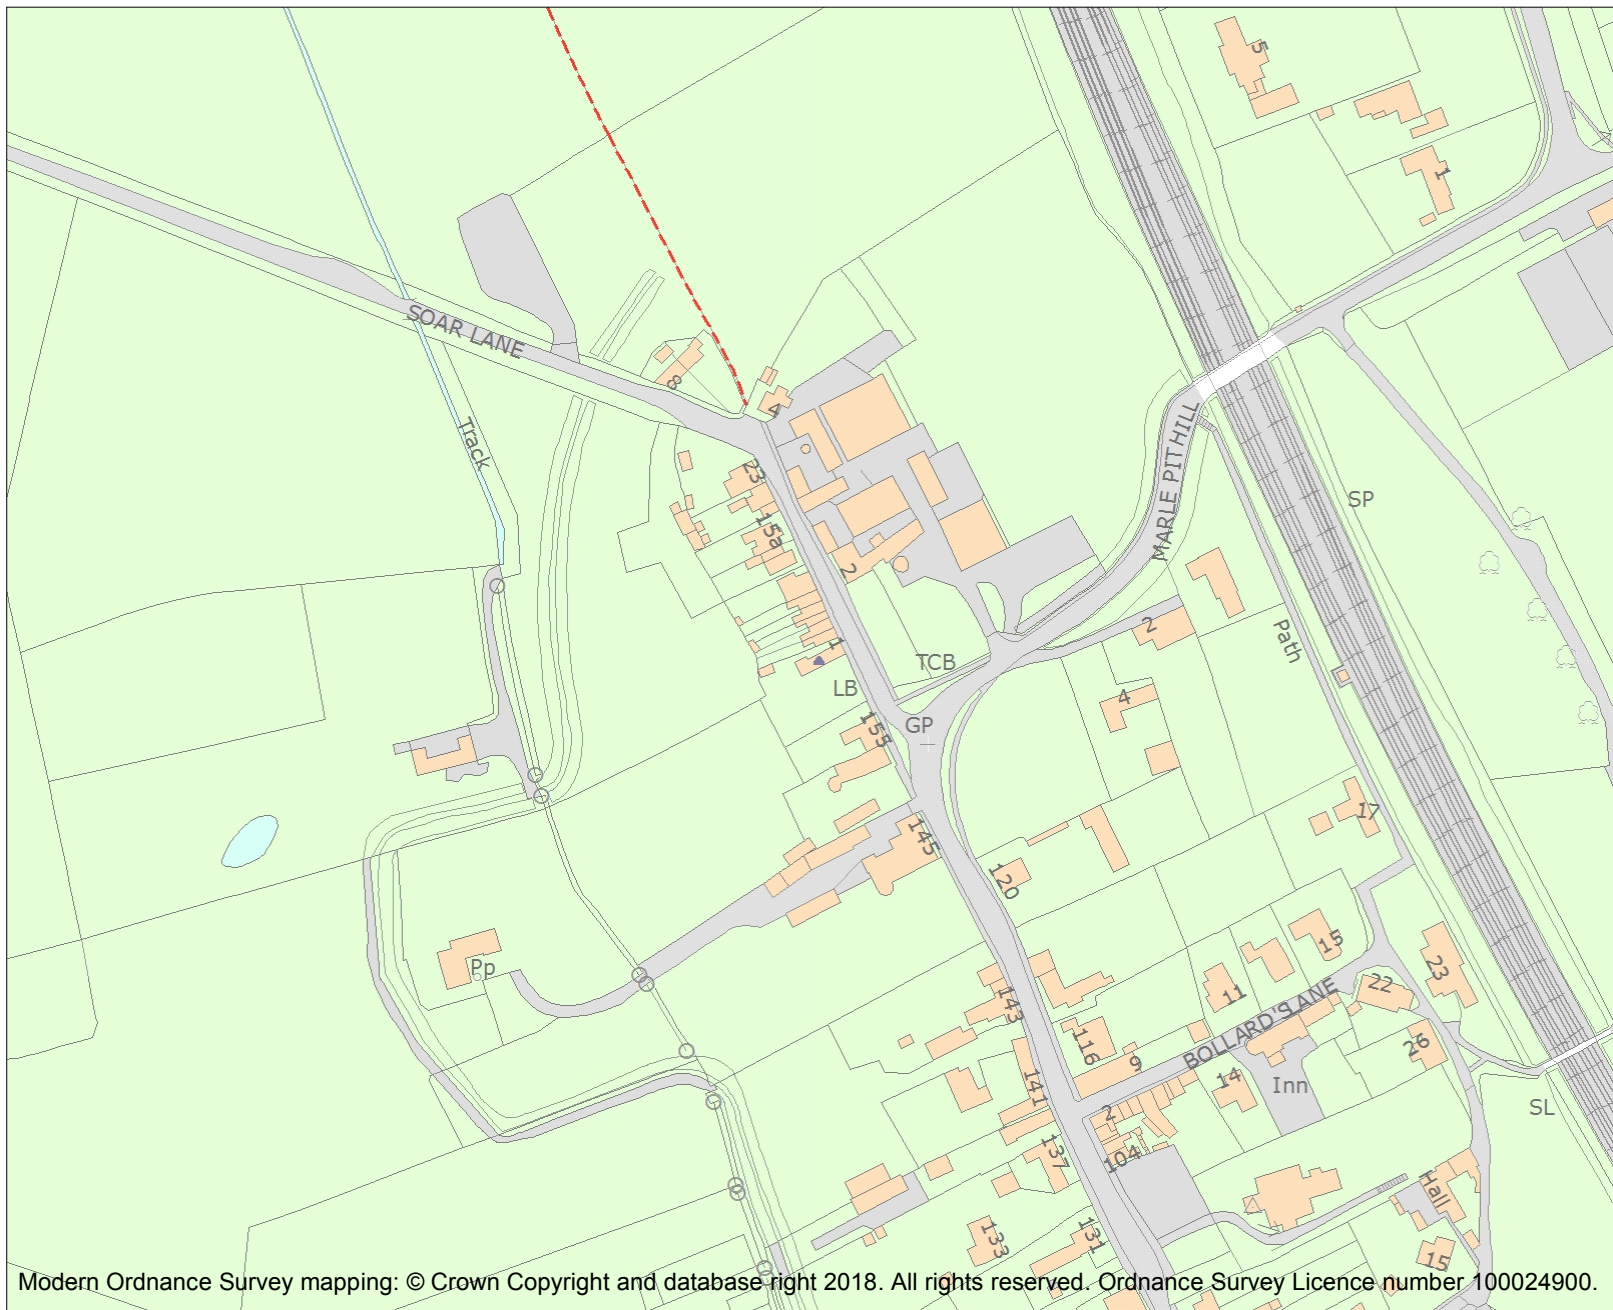 5
1
SOAR LANE
8
4
MARLE PIT HILL
Track
23
SP
15a
2
2
Path
1
TCB
LB
4
GP
155
17
145
120
15
Pp
23
11
22
143
BOLLARD'S LANE
116
26
9
14
Inn
141
2
SL
104
137
Hall
133
131
15
Modern Ordnance Survey mapping: © Crown Copyright and database right 2018. All rights reserved. Ordnance Survey Licence number 100024900.